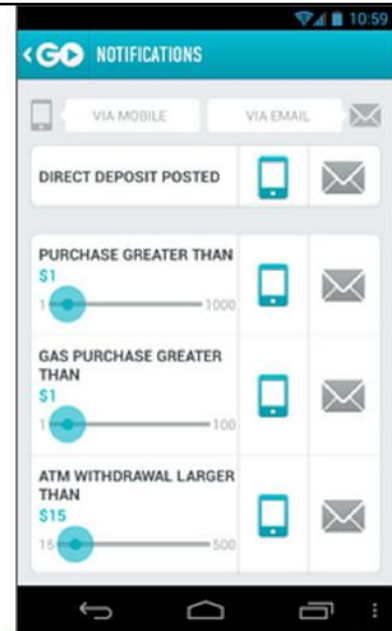 10:59
GO NOTIFICATIONS
VIA MOBILE VIA EMAIL
DIRECT DEPOSIT POSTED
PURCHASE GREATER THAN
$1
1 1000
GAS PURCHASE GREATER
THAN
$1
1 100
ATM WITHDRAWAL LARGER
THAN
$15
15 500